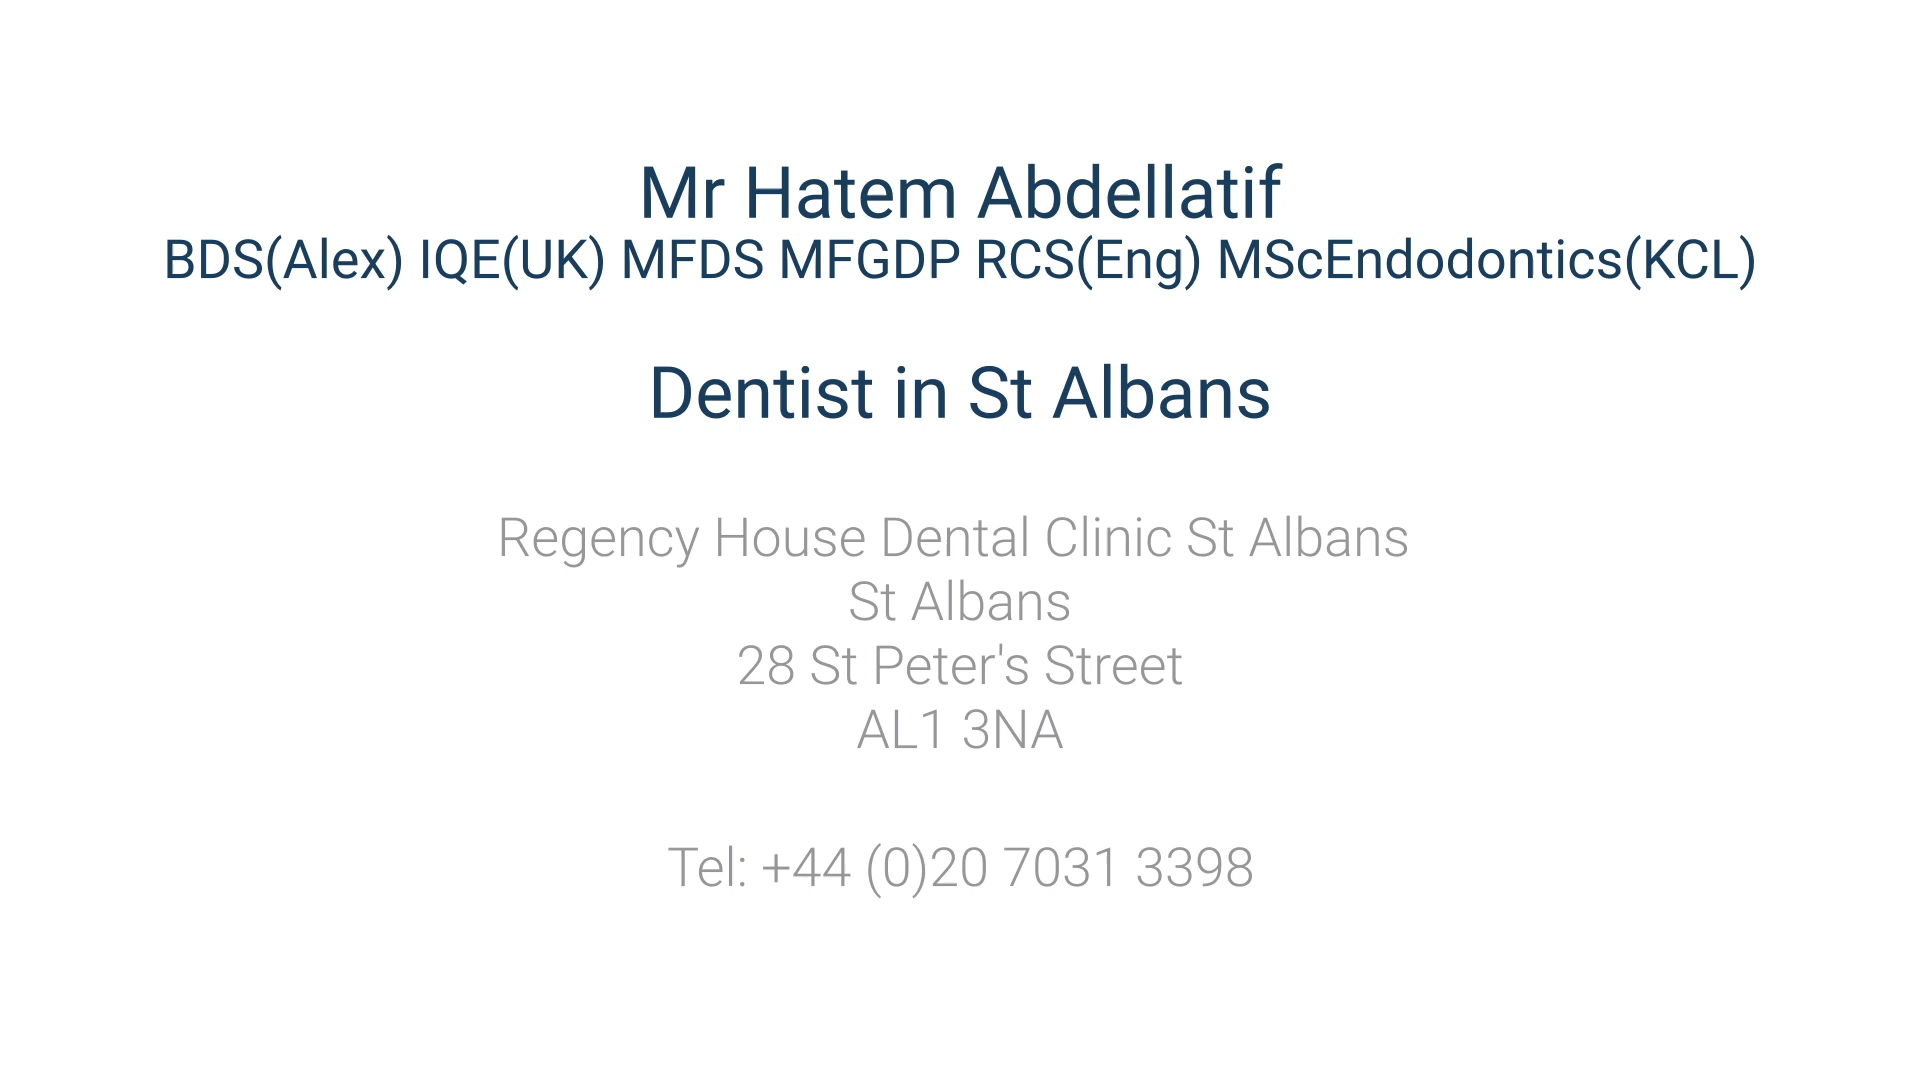 Mr Hatem Abdellatif
BDS(Alex) IQE(UK) MFDS MFGDP RCS(Eng) MScEndodontics(KCL)
Dentist in St Albans
Regency House Dental Clinic St Albans
St Albans
28 St Peter's Street
AL1 3NA
Tel: +44 (0)20 7031 3398